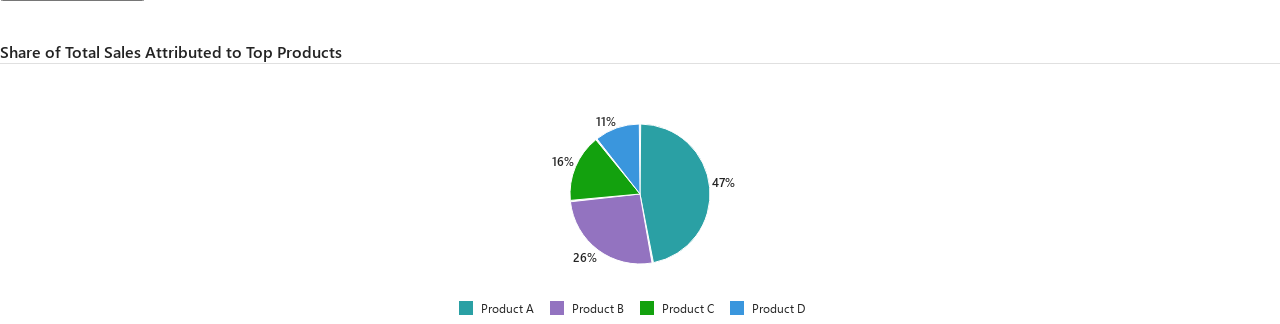 Share of Total Sales Attributed to Top Products
11%
16%
47%
26%
Product A
Product B
Product C
Product D